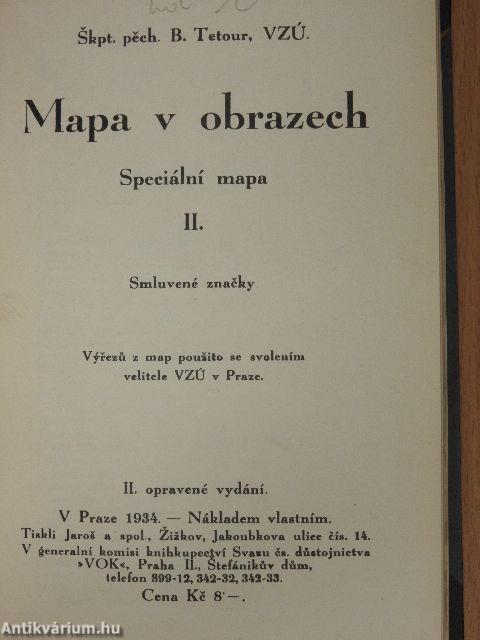 Škpt. pěch. B. Tetour, VZÚ.
Mapa v obrazech
Speciální mapa
II.
Smluvené značky
Výřezů z map použito se svolením
velitele VZÚ v Praze.
II. opravené vydání.
V Praze 1934. — Nákladem vlastním.
Tiskli Jaroš a spol., Žižkov, Jakoubkova ulice čís. 14.
V generalní komisi knihkupectví Svazu čs. důstojnictva
»VOK«, Praha II., Štefánikův dům,
telefon 399-12, 342-32, 342-33.
Cena Kč 8·—.
Antikvárium.hu